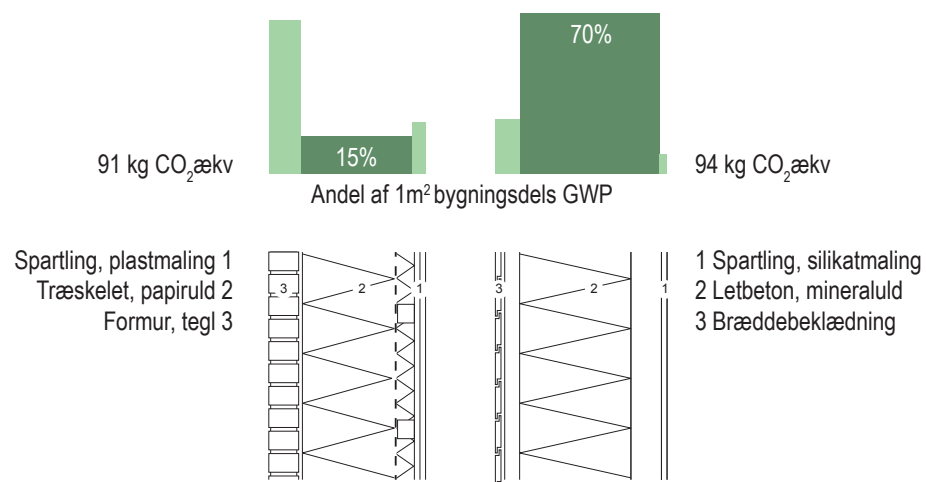 70%
15%
91 kg CO₂ækv
94 kg CO₂ækv
Andel af 1m² bygningsdels GWP
Spartling, plastmaling 1
Træskelet, papiruld 2
Formur, tegl 3
3 2 1
3 2 1
1 Spartling, silikatmaling
2 Letbeton, mineraluld
3 Bræddebeklædning